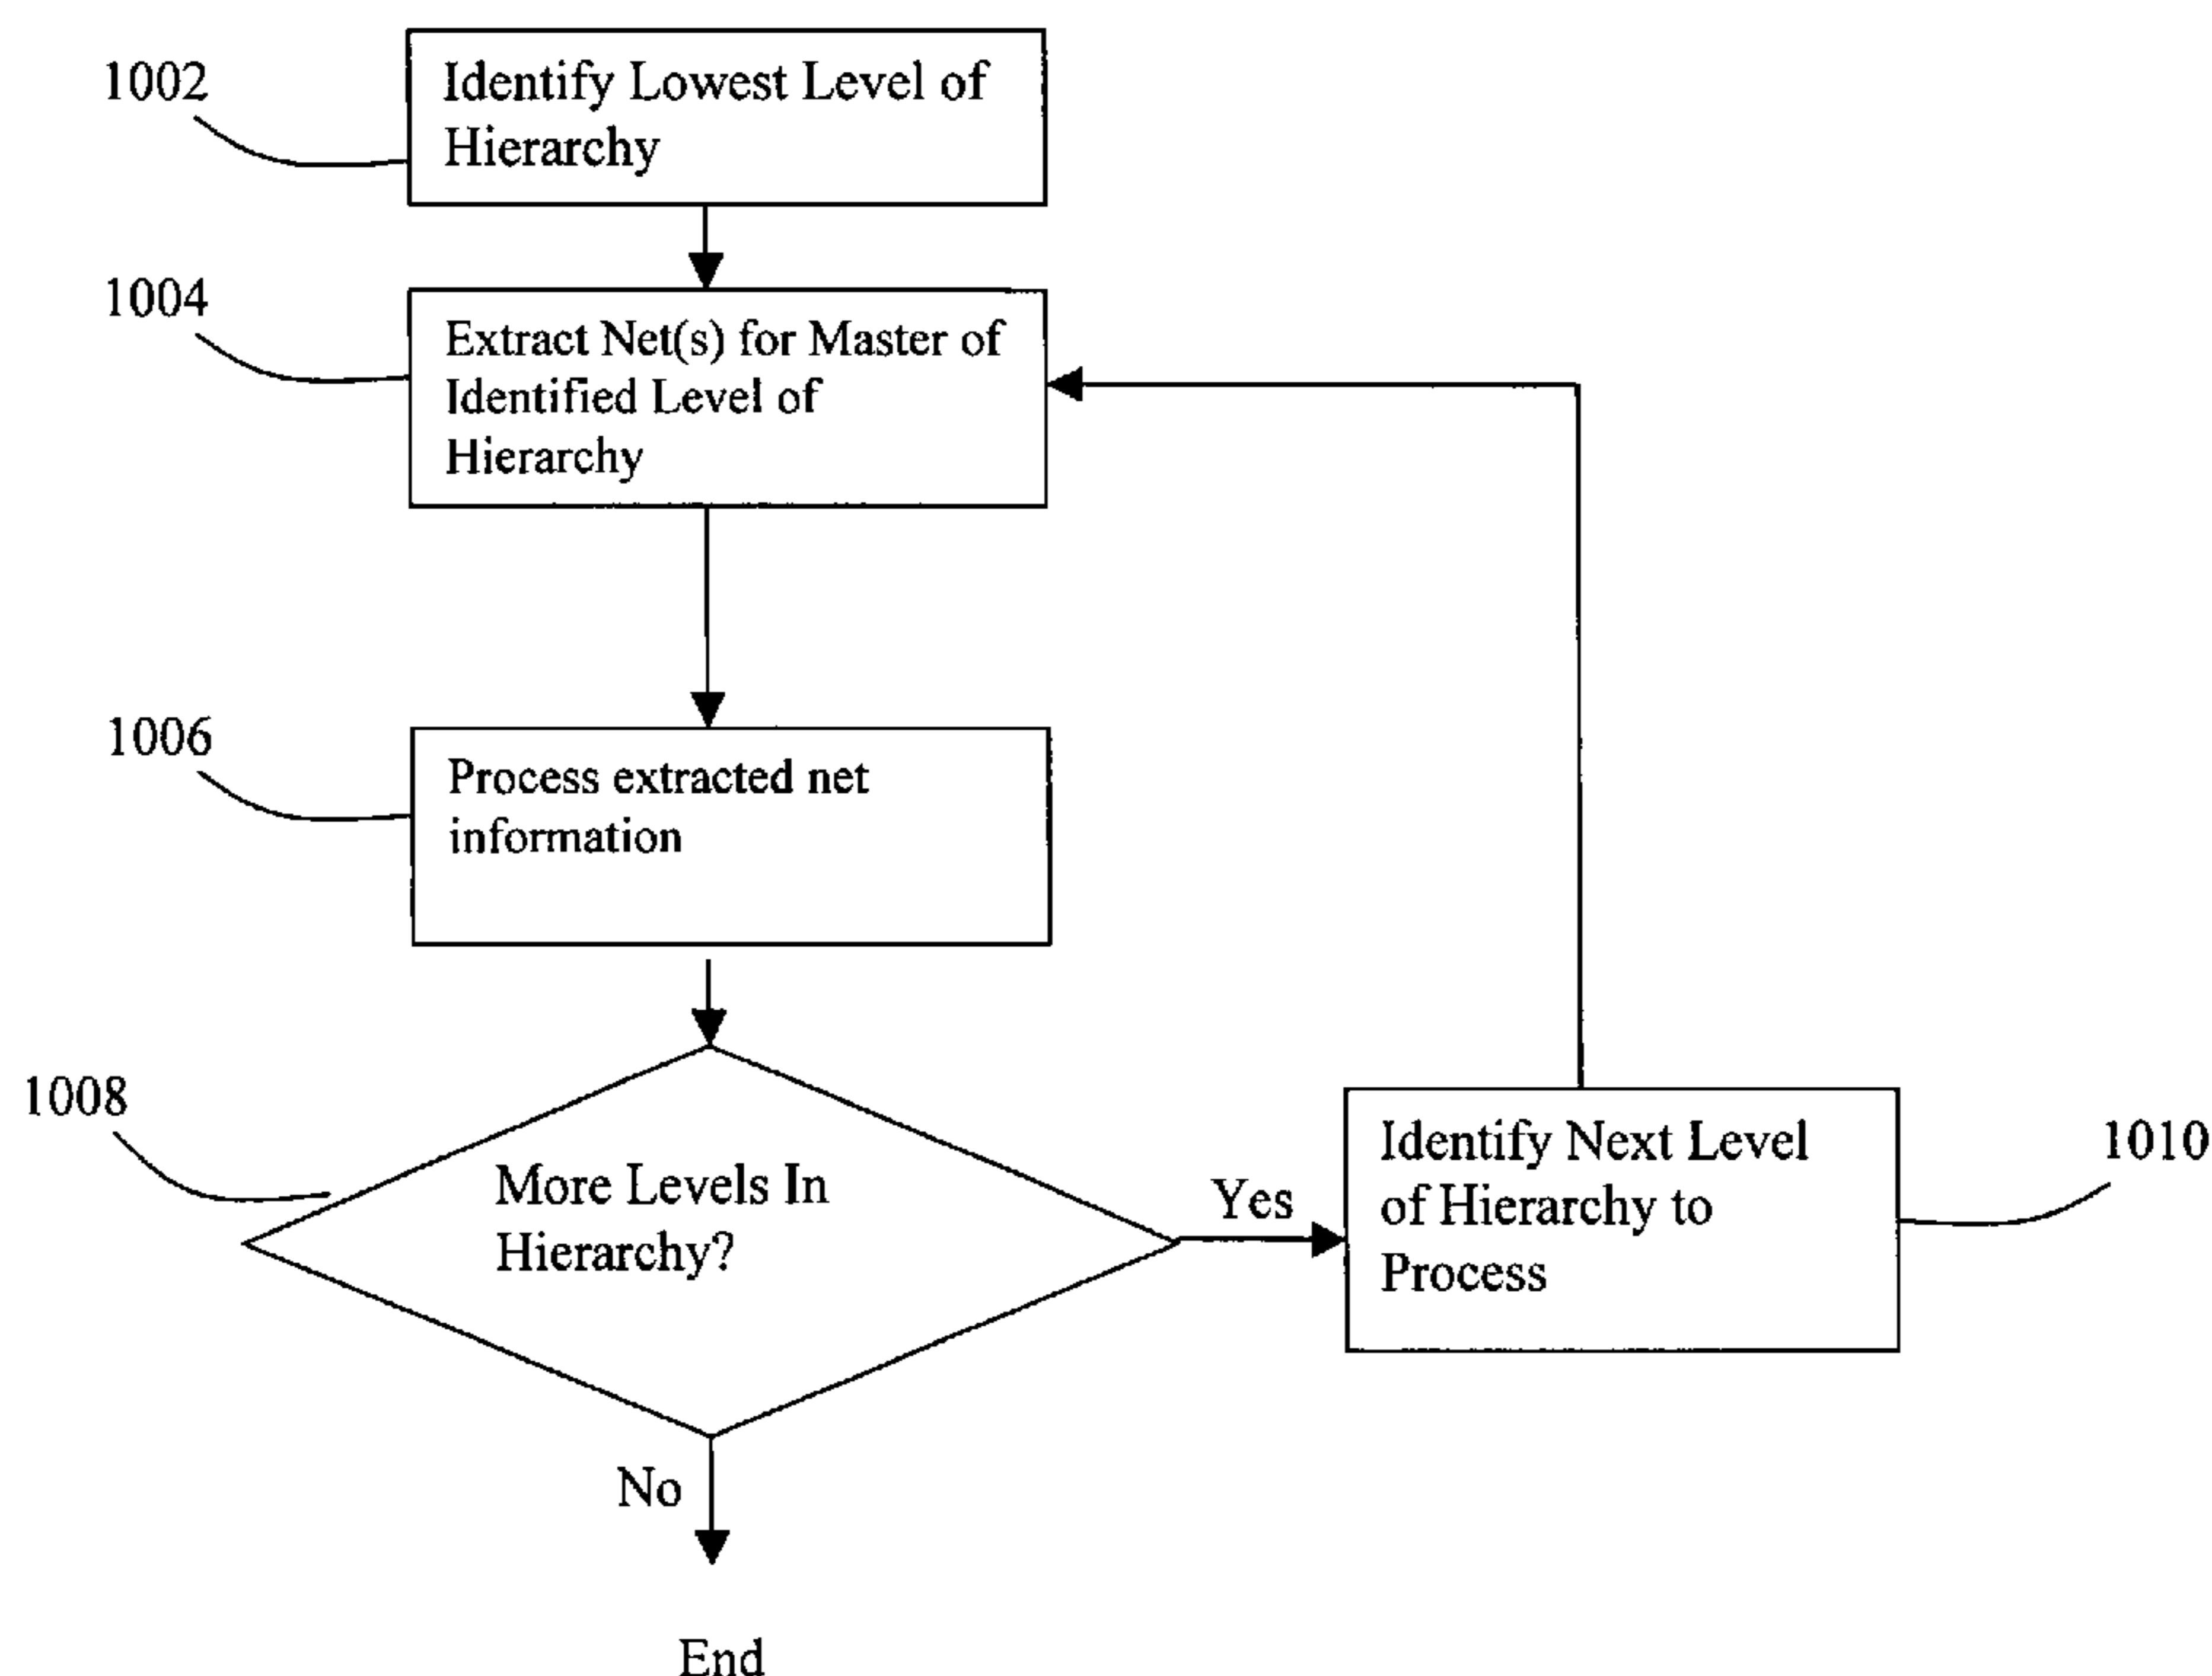 1002
Identify Lowest Level of
Hierarchy
1004
Extract Net(s) for Master of
Identified Level of
Hierarchy
1006
Process extracted net
information
1008
More Levels In
Hierarchy?
Yes
Identify Next Level
of Hierarchy to
Process
1010
No
End